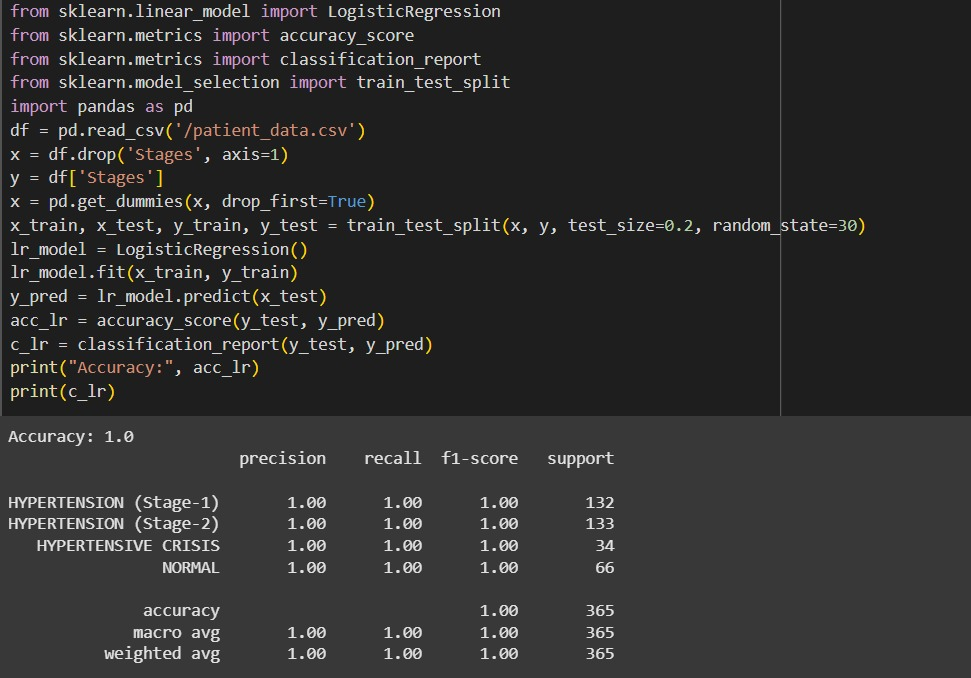 from sklearn.linear_model import LogisticRegression
from sklearn.metrics import accuracy_score
from sklearn.metrics import classification_report
from sklearn.model_selection import train_test_split
import pandas as pd
df = pd.read_csv('/patient_data.csv')
x = df.drop('Stages', axis=1)
y = df['Stages']
x = pd.get_dummies(x, drop_first=True)
x_train, x_test, y_train, y_test = train_test_split(x, y, test_size=0.2, random_state=30)
lr_model = LogisticRegression()
lr_model.fit(x_train, y_train)
y_pred = lr_model.predict(x_test)
acc_lr = accuracy_score(y_test, y_pred)
c_lr = classification_report(y_test, y_pred)
print("Accuracy:", acc_lr)
print(c_lr)
Accuracy: 1.0
precision recall f1-score support
HYPERTENSION (Stage-1) 1.00 1.00 1.00 132
HYPERTENSION (Stage-2) 1.00 1.00 1.00 133
HYPERTENSIVE CRISIS 1.00 1.00 1.00 34
NORMAL 1.00 1.00 1.00 66
accuracy 1.00 365
macro avg 1.00 1.00 1.00 365
weighted avg 1.00 1.00 1.00 365